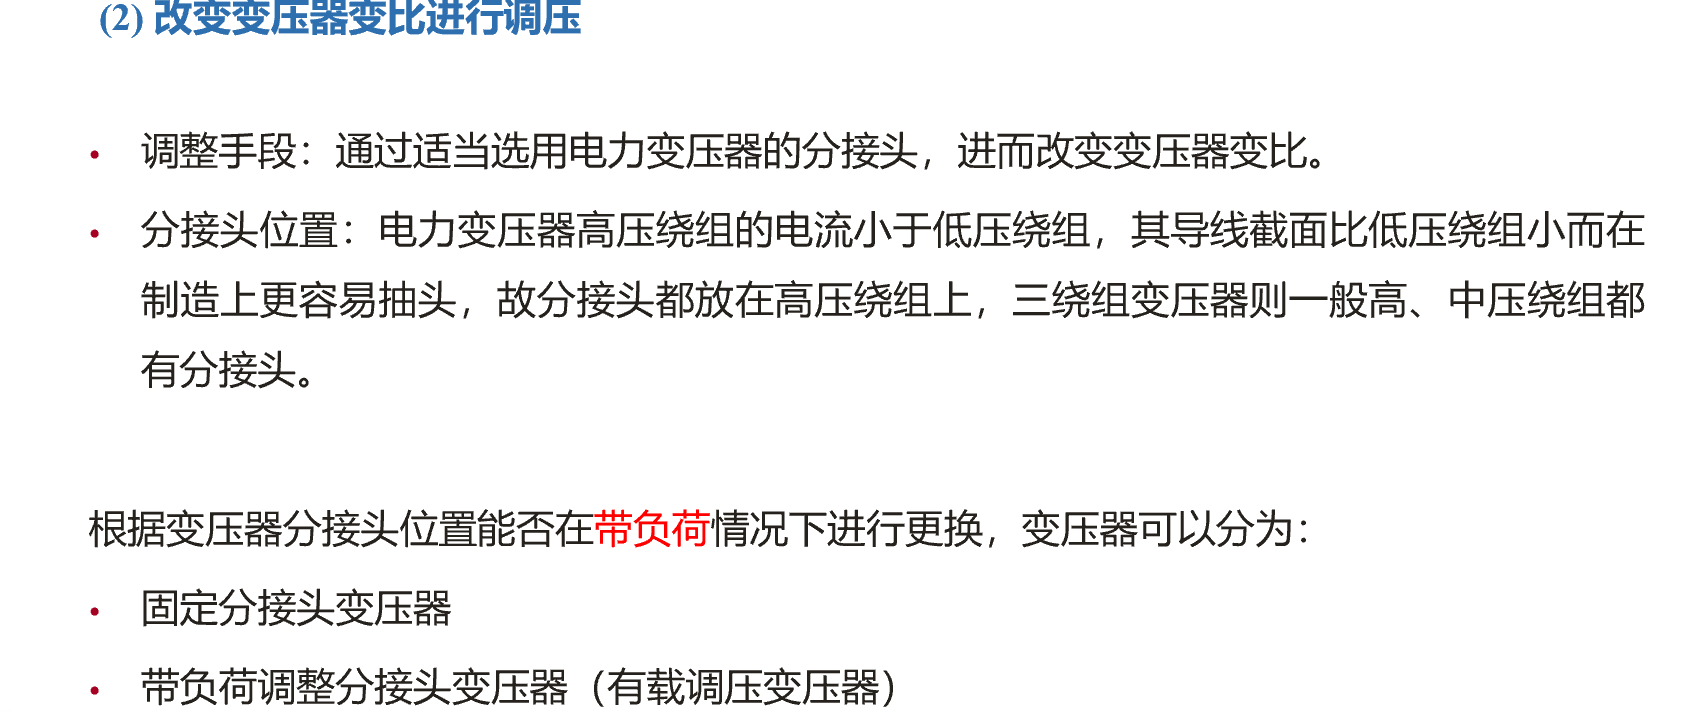 (2) 改变变压器变比进行调压
• 调整手段：通过适当选用电力变压器的分接头，进而改变变压器变比。
• 分接头位置：电力变压器高压绕组的电流小于低压绕组，其导线截面比低压绕组小而在
制造上更容易抽头，故分接头都放在高压绕组上，三绕组变压器则一般高、中压绕组都
有分接头。
根据变压器分接头位置能否在带负荷情况下进行更换，变压器可以分为：
• 固定分接头变压器
• 带负荷调整分接头变压器（有载调压变压器）